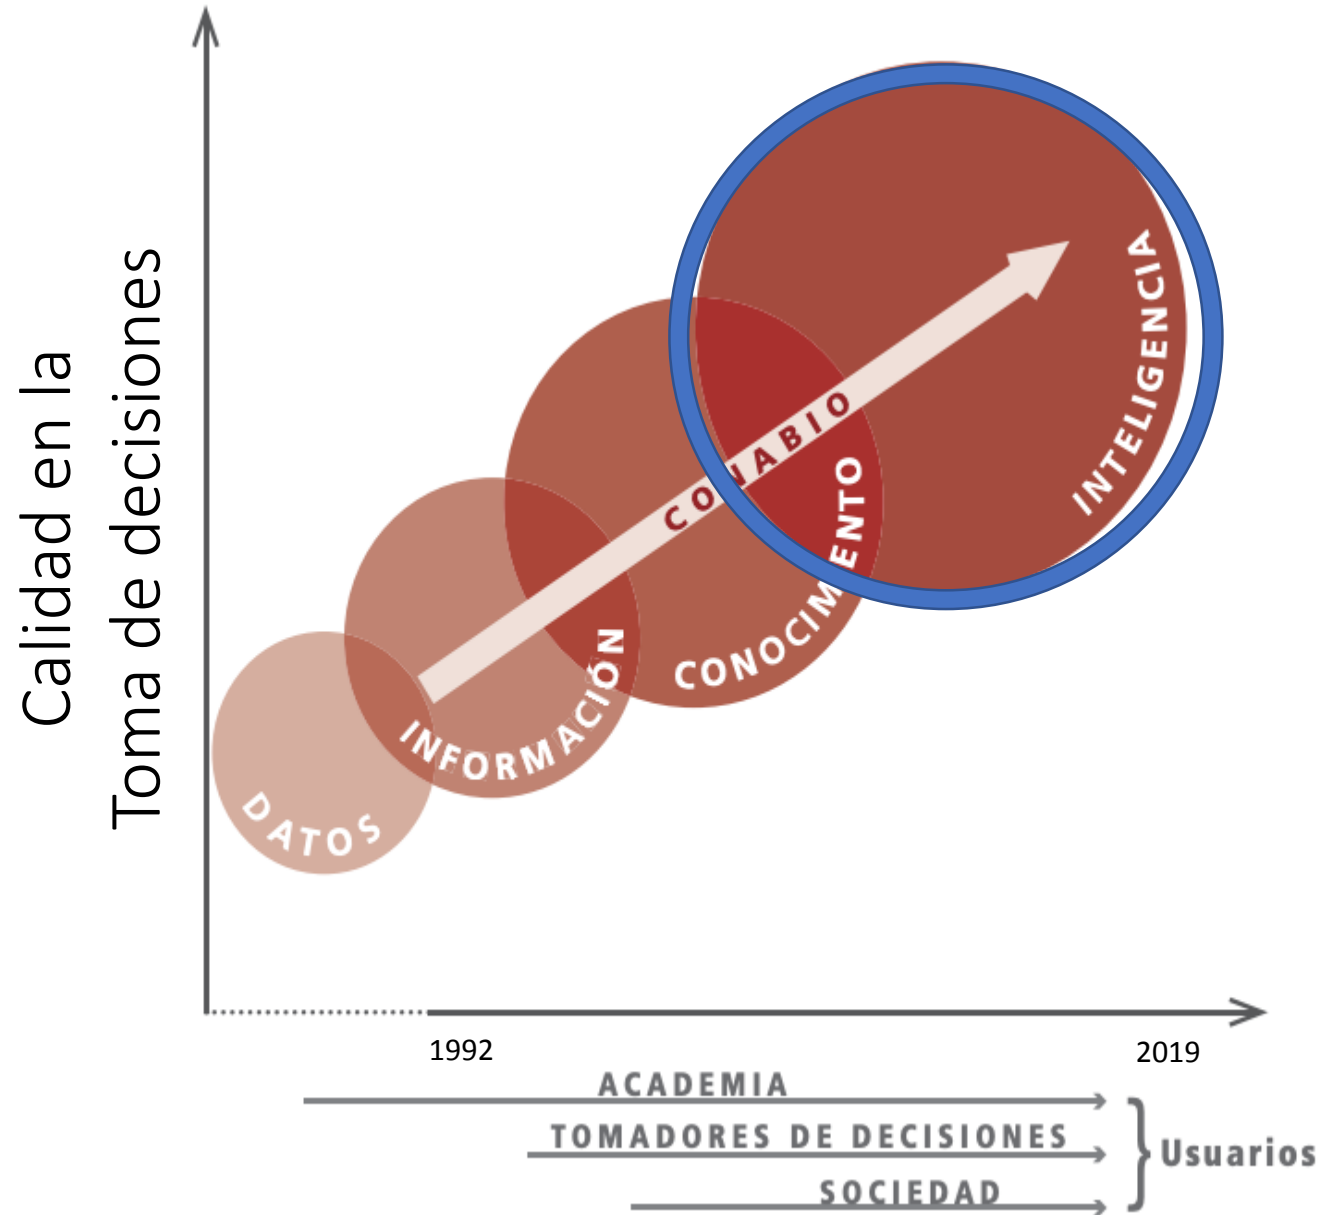 Calidad en la
Toma de decisiones
INTELIGENCIA
CONABIO
CONOCIMIENTO
INFORMACIÓN
DATOS
1992
2019
ACADEMIA
TOMADORES DE DECISIONES
Usuarios
SOCIEDAD